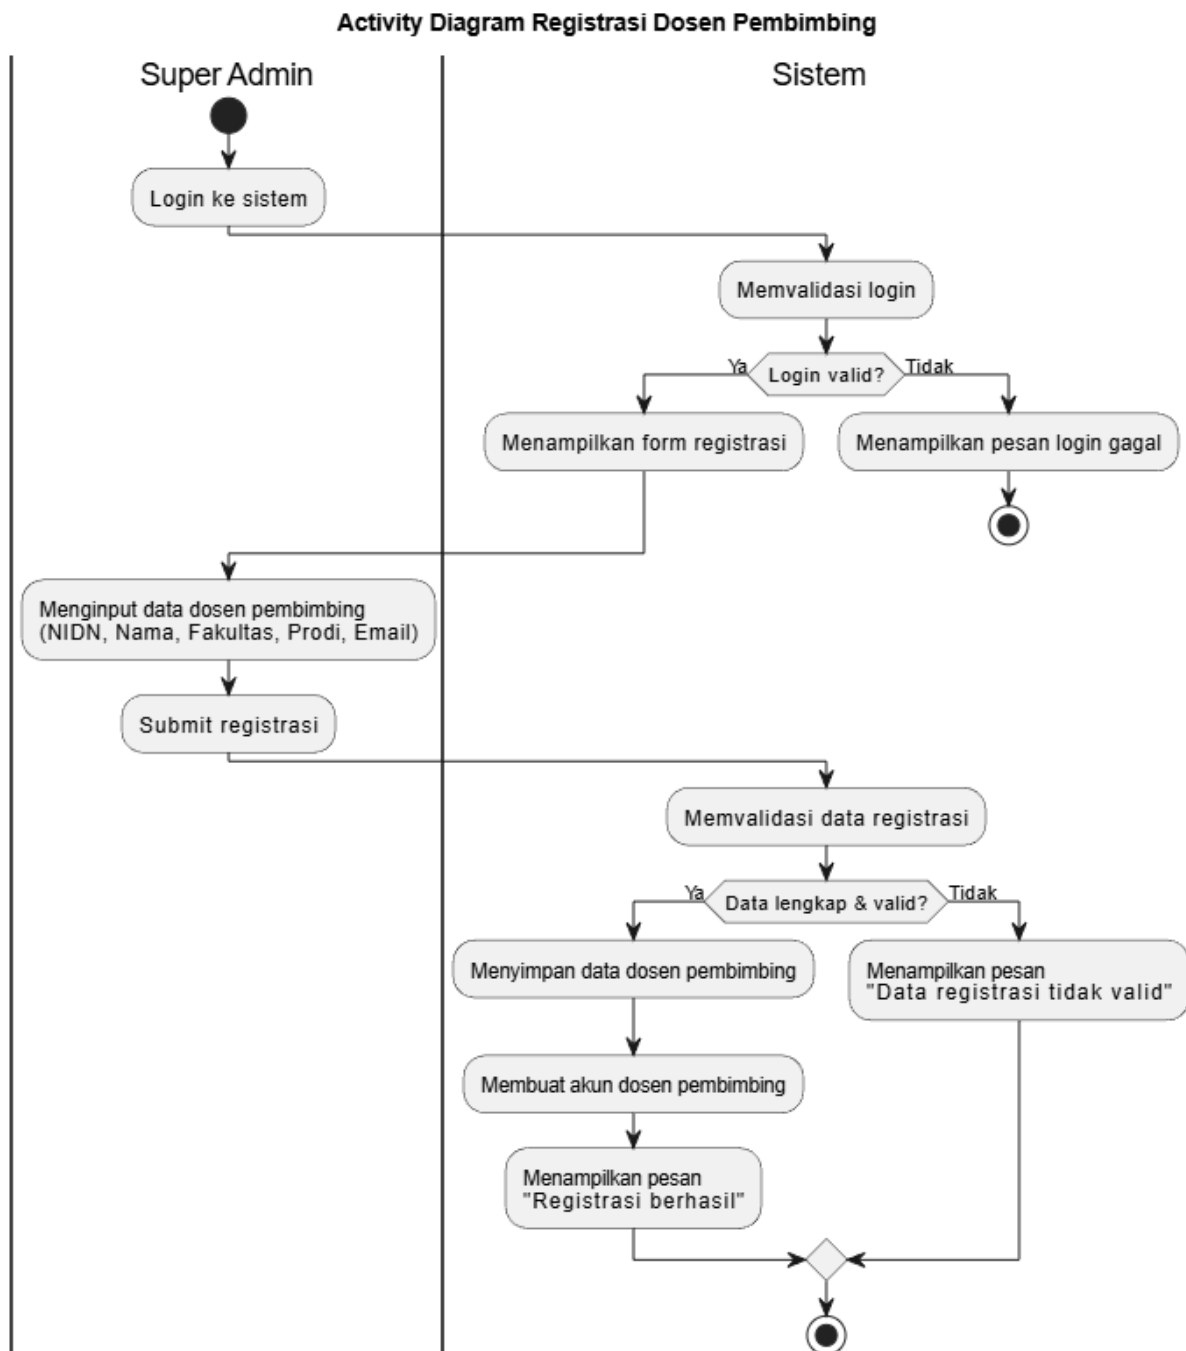 Activity Diagram Registrasi Dosen Pembimbing
Super Admin
Sistem
Login ke sistem
Memvalidasi login
Ya
Login valid?
Tidak
Menampilkan form registrasi
Menampilkan pesan login gagal
Menginput data dosen pembimbing
(NIDN, Nama, Fakultas, Prodi, Email)
Submit registrasi
Memvalidasi data registrasi
Ya
Data lengkap & valid?
Tidak
Menyimpan data dosen pembimbing
Menampilkan pesan
"Data registrasi tidak valid"
Membuat akun dosen pembimbing
Menampilkan pesan
"Registrasi berhasil"